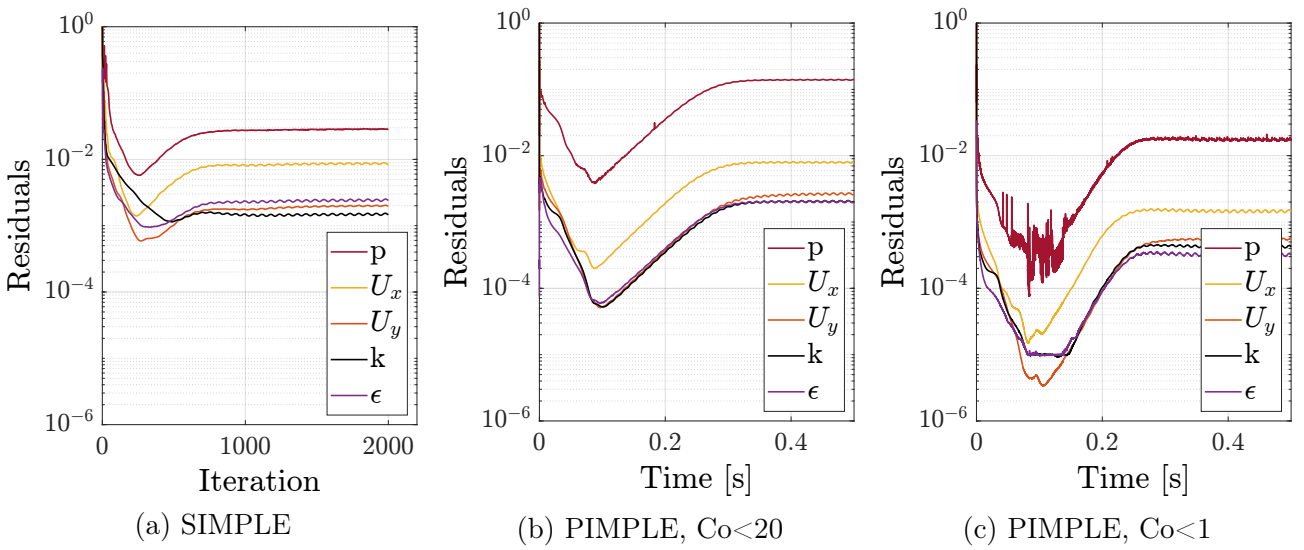 10^0
10^-2
10^-4
10^-6
Residuals
0
1000
2000
Iteration
p
U_x
U_y
k
ϵ
(a) SIMPLE
10^0
10^-2
10^-4
10^-6
Residuals
0
0.2
0.4
Time [s]
p
U_x
U_y
k
ϵ
(b) PIMPLE, Co<20
10^0
10^-2
10^-4
10^-6
Residuals
0
0.2
0.4
Time [s]
p
U_x
U_y
k
ϵ
(c) PIMPLE, Co<1